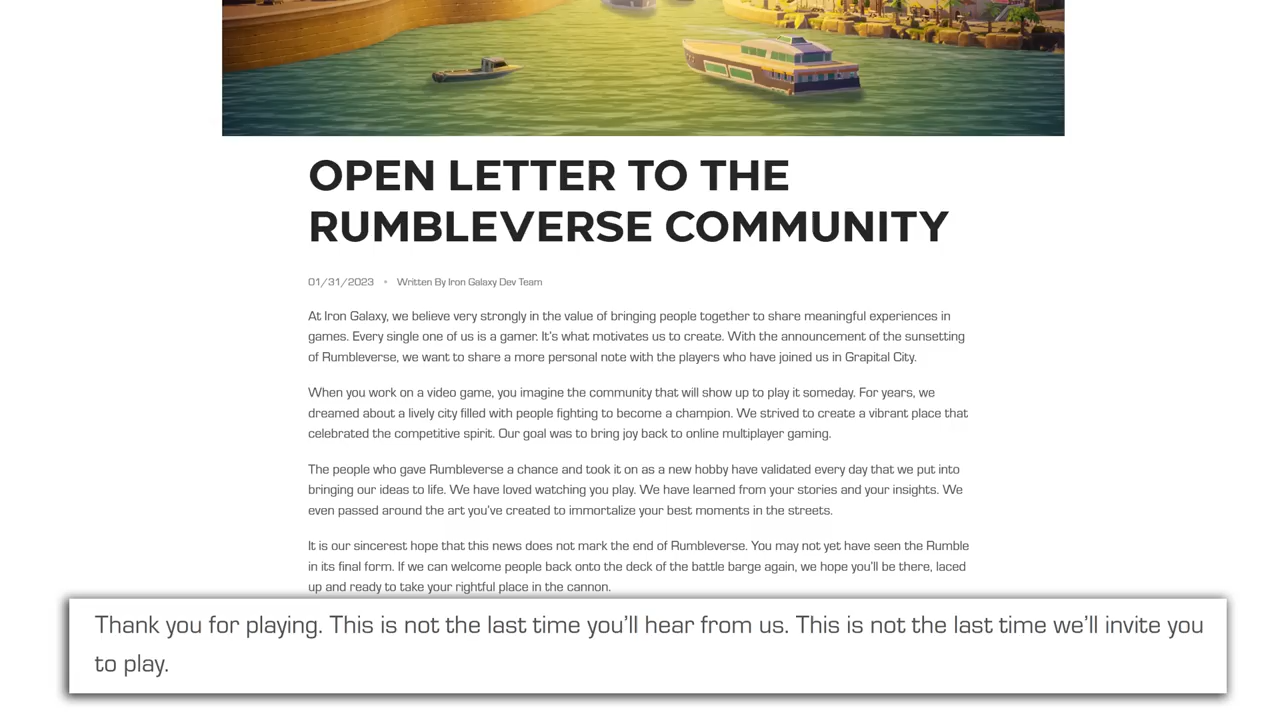 OPEN LETTER TO THE
RUMBLEVERSE COMMUNITY
01/31/2023 • Written By Iron Galaxy Dev Team
At Iron Galaxy, we believe very strongly in the value of bringing people together to share meaningful experiences in
games. Every single one of us is a gamer. It's what motivates us to create. With the announcement of the sunsetting
of Rumbleverse, we want to share a more personal note with the players who have joined us in Grapital City.
When you work on a video game, you imagine the community that will show up to play it someday. For years, we
dreamed about a lively city filled with people fighting to become a champion. We strived to create a vibrant place that
celebrated the competitive spirit. Our goal was to bring joy back to online multiplayer gaming.
The people who gave Rumbleverse a chance and took it on as a new hobby have validated every day that we put into
bringing our ideas to life. We have loved watching you play. We have learned from your stories and your insights. We
even passed around the art you've created to immortalize your best moments in the streets.
It is our sincerest hope that this news does not mark the end of Rumbleverse. You may not yet have seen the Rumble
in its final form. If we can welcome people back onto the deck of the battle barge again, we hope you'll be there, laced
up and ready to take your rightful place in the cannon.
Thank you for playing. This is not the last time you'll hear from us. This is not the last time we'll invite you
to play.